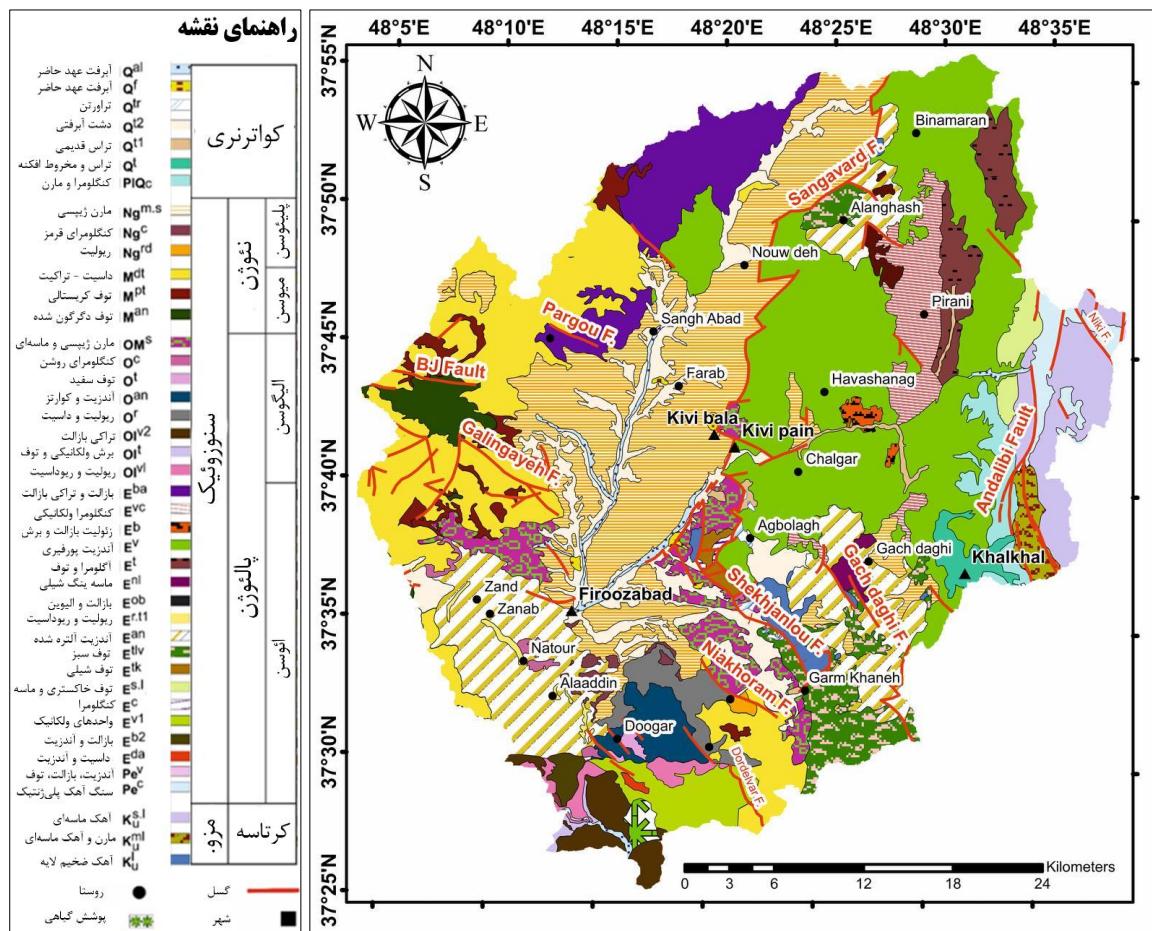 راهنمای نقشه
آبرفت عهد حاضر Qal
آبرفت عهد حاضر Qf
تراورتن Qtr
دشت آبرفتی Qt2
تراس قدیمی Qt1
تراس و مخروط افکنه Qt
کنگلومرا و مارن PlQc
مارن ژیپسی Ngm.s
کنگلومرای قرمز Ngc
ریولیت Ngrd
داسیت - تراکیت Mdt
توف کریستالی Mpt
توف دگرگون شده Man
مارن ژیپسی و ماسه‌ای OMs
کنگلومرای روشن Oc
توف سفید Ot
آندزیت و کوارتز Oan
ریولیت و داسیت Or
تراکی بازالت Olv2
برش ولکانیکی و توف Olt
ریولیت و ریوداسیت Olvl
بازالت و تراکی بازالت Eba
کنگلومرا ولکانیکی Evc
زئولیت بازالت و برش Eb
آندزیت پورفیری Ev
آگلومرا و توف Et
ماسه ینگ شیلی Enl
بازالت و الیوین Eob
ریولیت و ریوداسیت Er.t1
آندزیت آلتره شده Ean
توف سبز Etlv
توف شیلی Etk
توف خاکستری و ماسه Es.l
کنگلومرا Ec
واحدهای ولکانیک Ev1
بازالت و آندزیت Eb2
داسیت و آندزیت Eda
آندزیت، بازالت، توف Pev
سنگ آهک پلی‌ژنتیک Pec
آهک ماسه‌ای Kus.l
مارن و آهک ماسه‌ای Kuml
آهک ضخیم لایه Kul
کواترنری
پلیئوسن
نئوژن
میوسن
الیگوسن
سنوزوئیک
پالئوژن
ائوسن
کرتاسه
مزو.
گسل
روستا
شهر
پوشش گیاهی
48°5'E 48°10'E 48°15'E 48°20'E 48°25'E 48°30'E 48°35'E
37°55'N
37°50'N
37°45'N
37°40'N
37°35'N
37°30'N
37°25'N
N
W E
S
Binamaran
Sangavard F.
Alanghash
Nouw deh
Pirani
Sangh Abad
Pargou F.
Niki F.
BJ Fault
Farab
Havashanag
Kivi bala
Kivi pain
Galingayeh F.
Chalgar
Andalibi Fault
Agbolagh
Gach daghi
Khalkhal
Gachdaghi F.
Shekhjanlou F.
Zand
Zanab
Firoozabad
Natour
Niakhoram F.
Garm Khaneh
Alaaddin
Doogar
Dordelvar F.
Kilometers
0 3 6 12 18 24